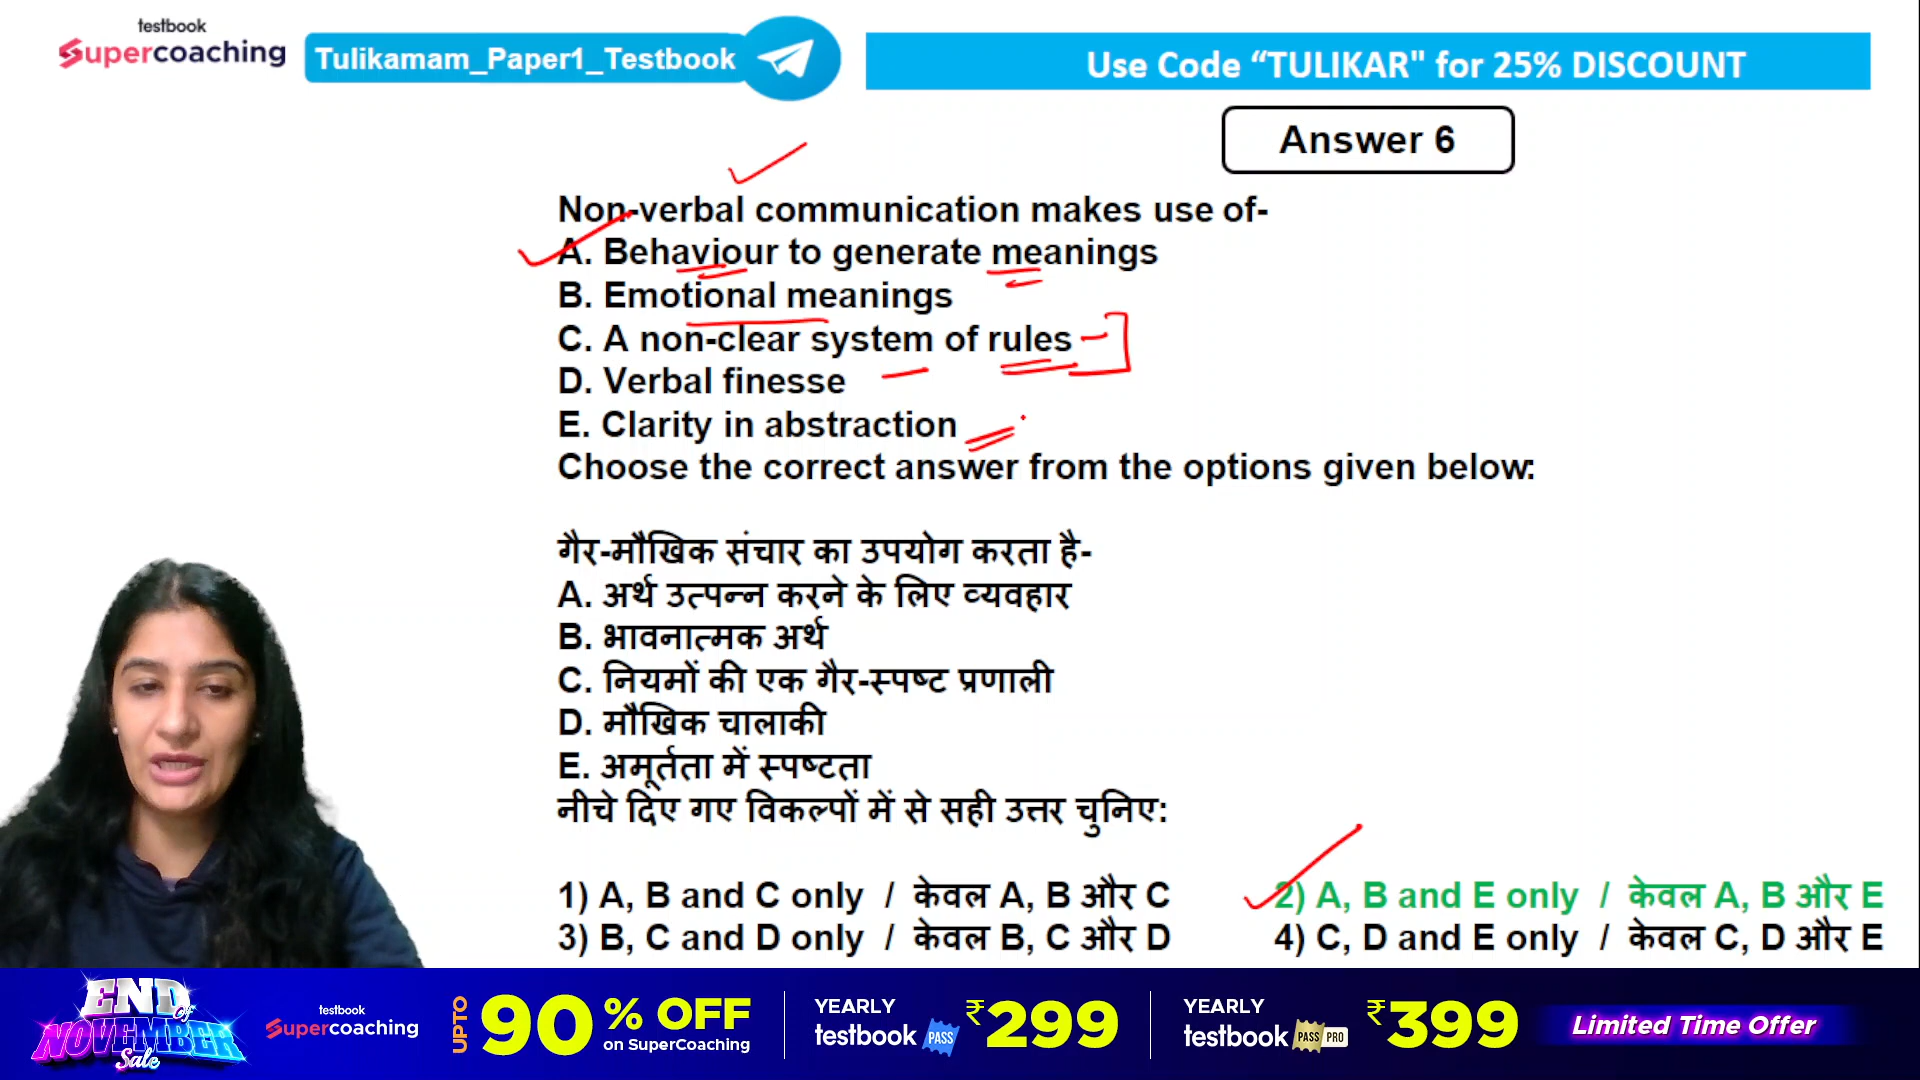 testbook
Supercoaching
Tulikamam_Paper1_Testbook
Use Code “TULIKAR" for 25% DISCOUNT
Answer 6
Non-verbal communication makes use of-
A. Behaviour to generate meanings
B. Emotional meanings
C. A non-clear system of rules
D. Verbal finesse
E. Clarity in abstraction
Choose the correct answer from the options given below:
गैर-मौखिक संचार का उपयोग करता है-
A. अर्थ उत्पन्न करने के लिए व्यवहार
B. भावनात्मक अर्थ
C. नियमों की एक गैर-स्पष्ट प्रणाली
D. मौखिक चालाकी
E. अमूर्तता में स्पष्टता
नीचे दिए गए विकल्पों में से सही उत्तर चुनिए:
1) A, B and C only / केवल A, B और C
2) A, B and E only / केवल A, B और E
3) B, C and D only / केवल B, C और D
4) C, D and E only / केवल C, D और E
END of NOVEMBER Sale
testbook
Supercoaching
UPTO 90% OFF
on SuperCoaching
YEARLY
testbook PASS
₹299
YEARLY
testbook PASS PRO
₹399
Limited Time Offer